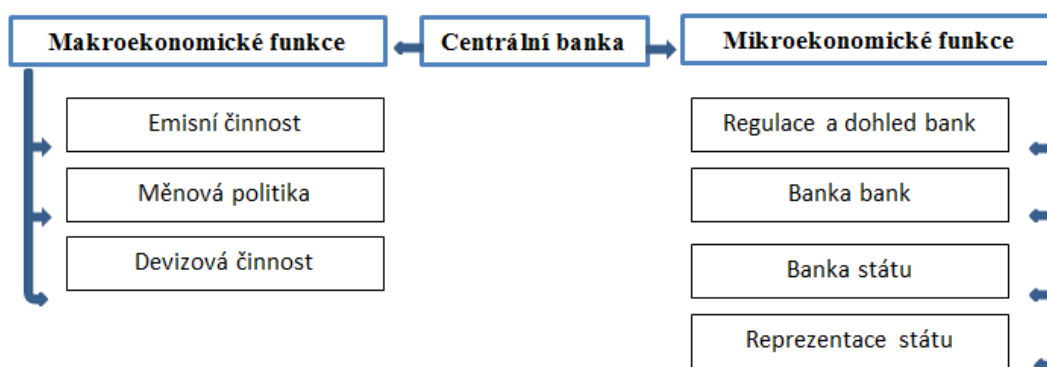 Makroekonomické funkce
Centrální banka
Mikroekonomické funkce
Emisní činnost
Měnová politika
Devizová činnost
Regulace a dohled bank
Banka bank
Banka státu
Reprezentace státu